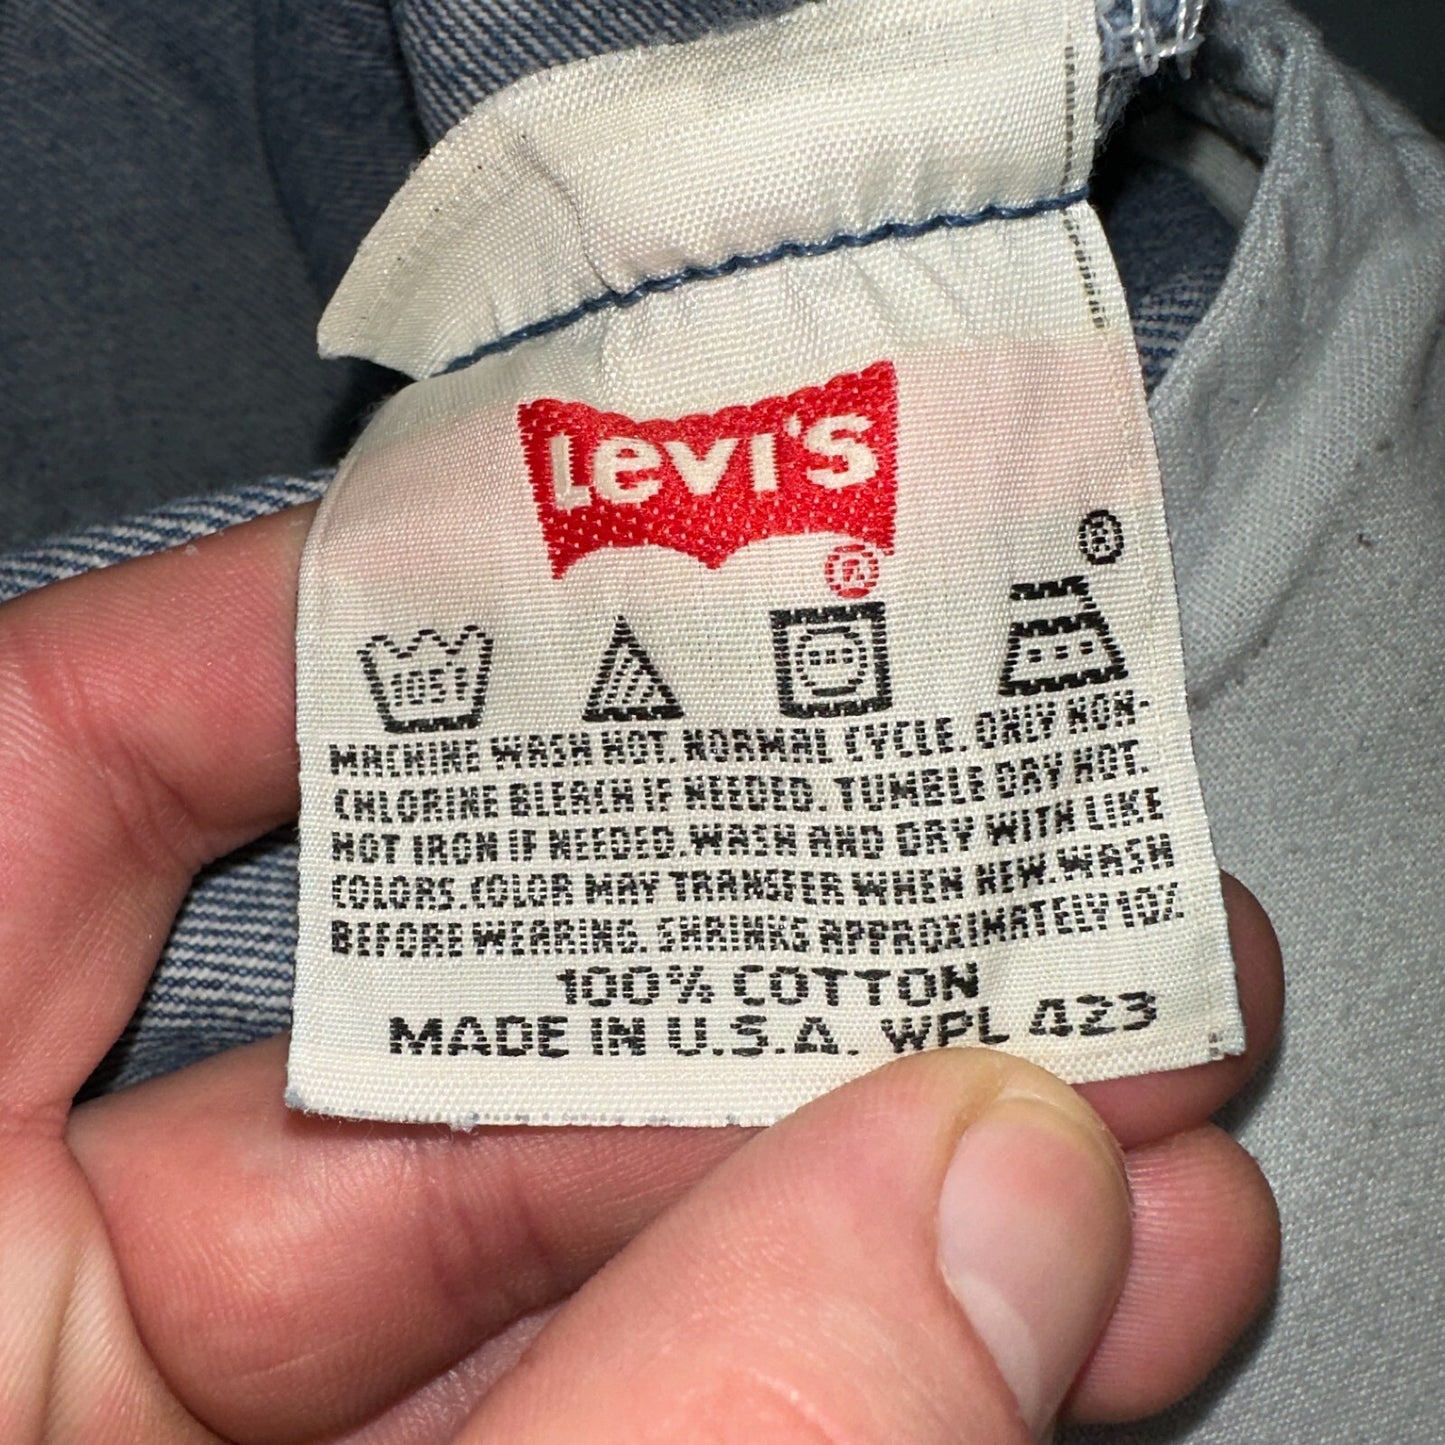 Levi's
®
®
105°F
MACHINE WASH HOT. NORMAL CYCLE. ONLY NON-
CHLORINE BLEACH IF NEEDED. TUMBLE DRY HOT.
HOT IRON IF NEEDED. WASH AND DRY WITH LIKE
COLORS. COLOR MAY TRANSFER WHEN NEW. WASH
BEFORE WEARING. SHRINKS APPROXIMATELY 10%
100% COTTON
MADE IN U.S.A. WPL 423